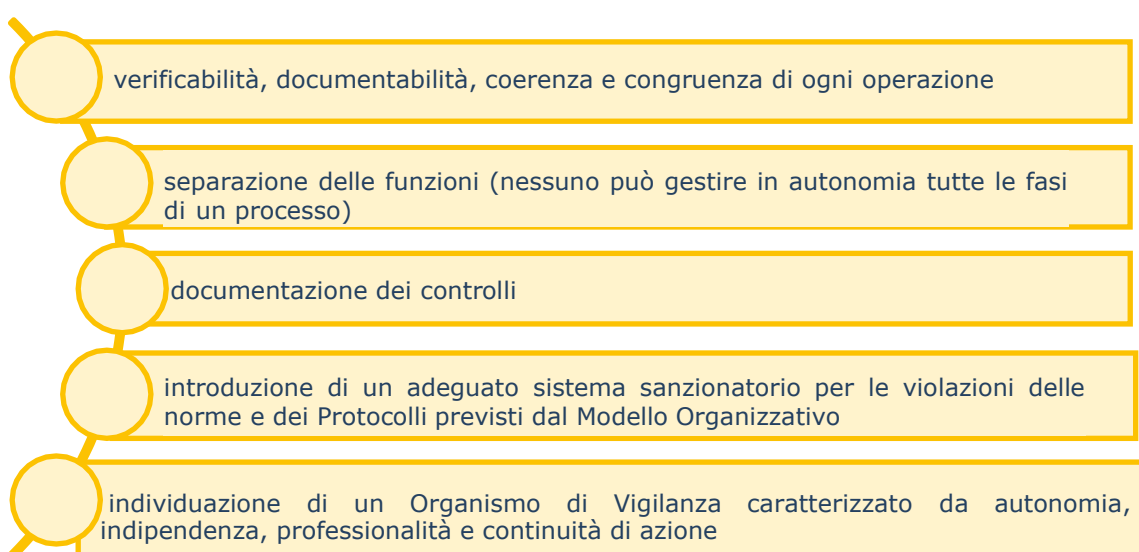 verificabilità, documentabilità, coerenza e congruenza di ogni operazione
separazione delle funzioni (nessuno può gestire in autonomia tutte le fasi
di un processo)
documentazione dei controlli
introduzione di un adeguato sistema sanzionatorio per le violazioni delle
norme e dei Protocolli previsti dal Modello Organizzativo
individuazione di un Organismo di Vigilanza caratterizzato da autonomia,
indipendenza, professionalità e continuità di azione